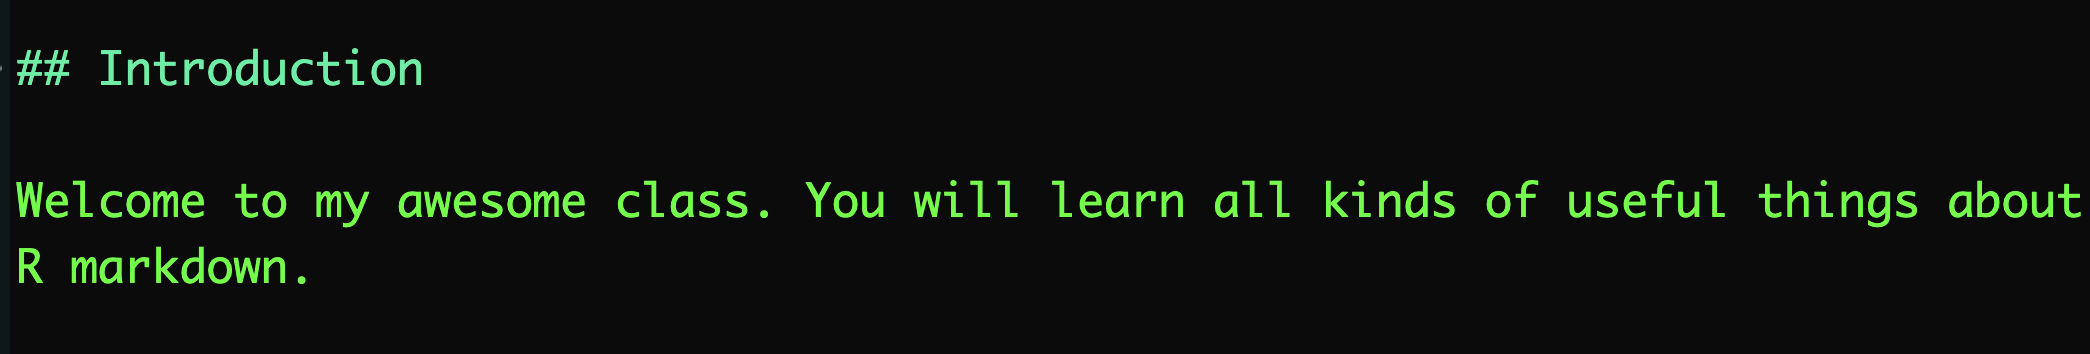 ## Introduction
Welcome to my awesome class. You will learn all kinds of useful things about
R markdown.